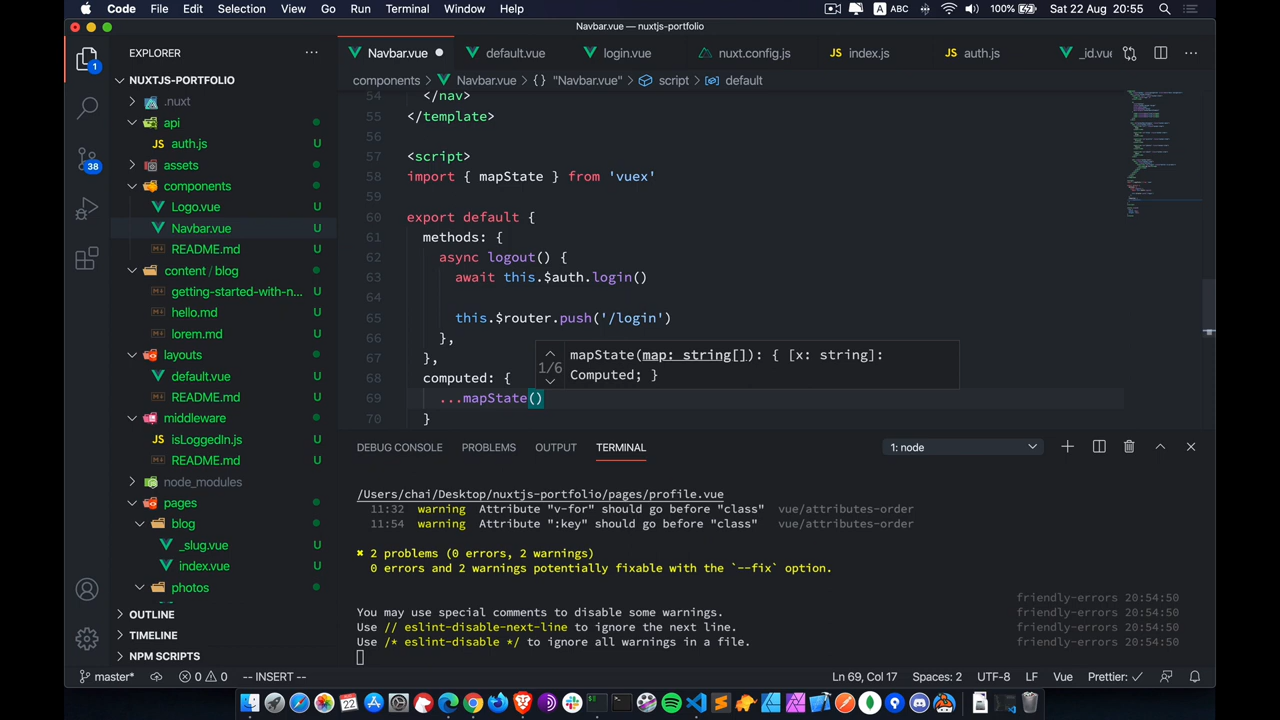 Code File Edit Selection View Go Run Terminal Window Help
A ABC 100% Sat 22 Aug 20:55
Navbar.vue — nuxtjs-portfolio
EXPLORER
Navbar.vue
default.vue
login.vue
nuxt.config.js
JS index.js
JS auth.js
_id.vue
1
38
NUXTJS-PORTFOLIO
.nuxt
api
JS auth.js U
assets
components
Logo.vue U
Navbar.vue U
README.md U
content / blog
getting-started-with-n... U
hello.md U
lorem.md U
layouts
default.vue U
README.md U
middleware
JS isLoggedIn.js U
README.md U
node_modules
pages
blog
_slug.vue U
index.vue U
photos
OUTLINE
TIMELINE
NPM SCRIPTS
components > Navbar.vue > {} "Navbar.vue" > script > default
54 </nav>
55 </template>
56
57 <script>
58 import { mapState } from 'vuex'
59
60 export default {
61 methods: {
62 async logout() {
63 await this.$auth.login()
64
65 this.$router.push('/login')
66 },
67 },
68 computed: {
69 ...mapState()
70 }
1/6
mapState(map: string[]): { [x: string]:
Computed; }
DEBUG CONSOLE PROBLEMS OUTPUT TERMINAL 1: node
/Users/chai/Desktop/nuxtjs-portfolio/pages/profile.vue
11:32 warning Attribute "v-for" should go before "class" vue/attributes-order
11:54 warning Attribute ":key" should go before "class" vue/attributes-order
✖ 2 problems (0 errors, 2 warnings)
0 errors and 2 warnings potentially fixable with the `--fix` option.
friendly-errors 20:54:50
You may use special comments to disable some warnings. friendly-errors 20:54:50
Use // eslint-disable-next-line to ignore the next line. friendly-errors 20:54:50
Use /* eslint-disable */ to ignore all warnings in a file. friendly-errors 20:54:50
master* 0 0 -- INSERT -- Ln 69, Col 17 Spaces: 2 UTF-8 LF Vue Prettier: ✓
22